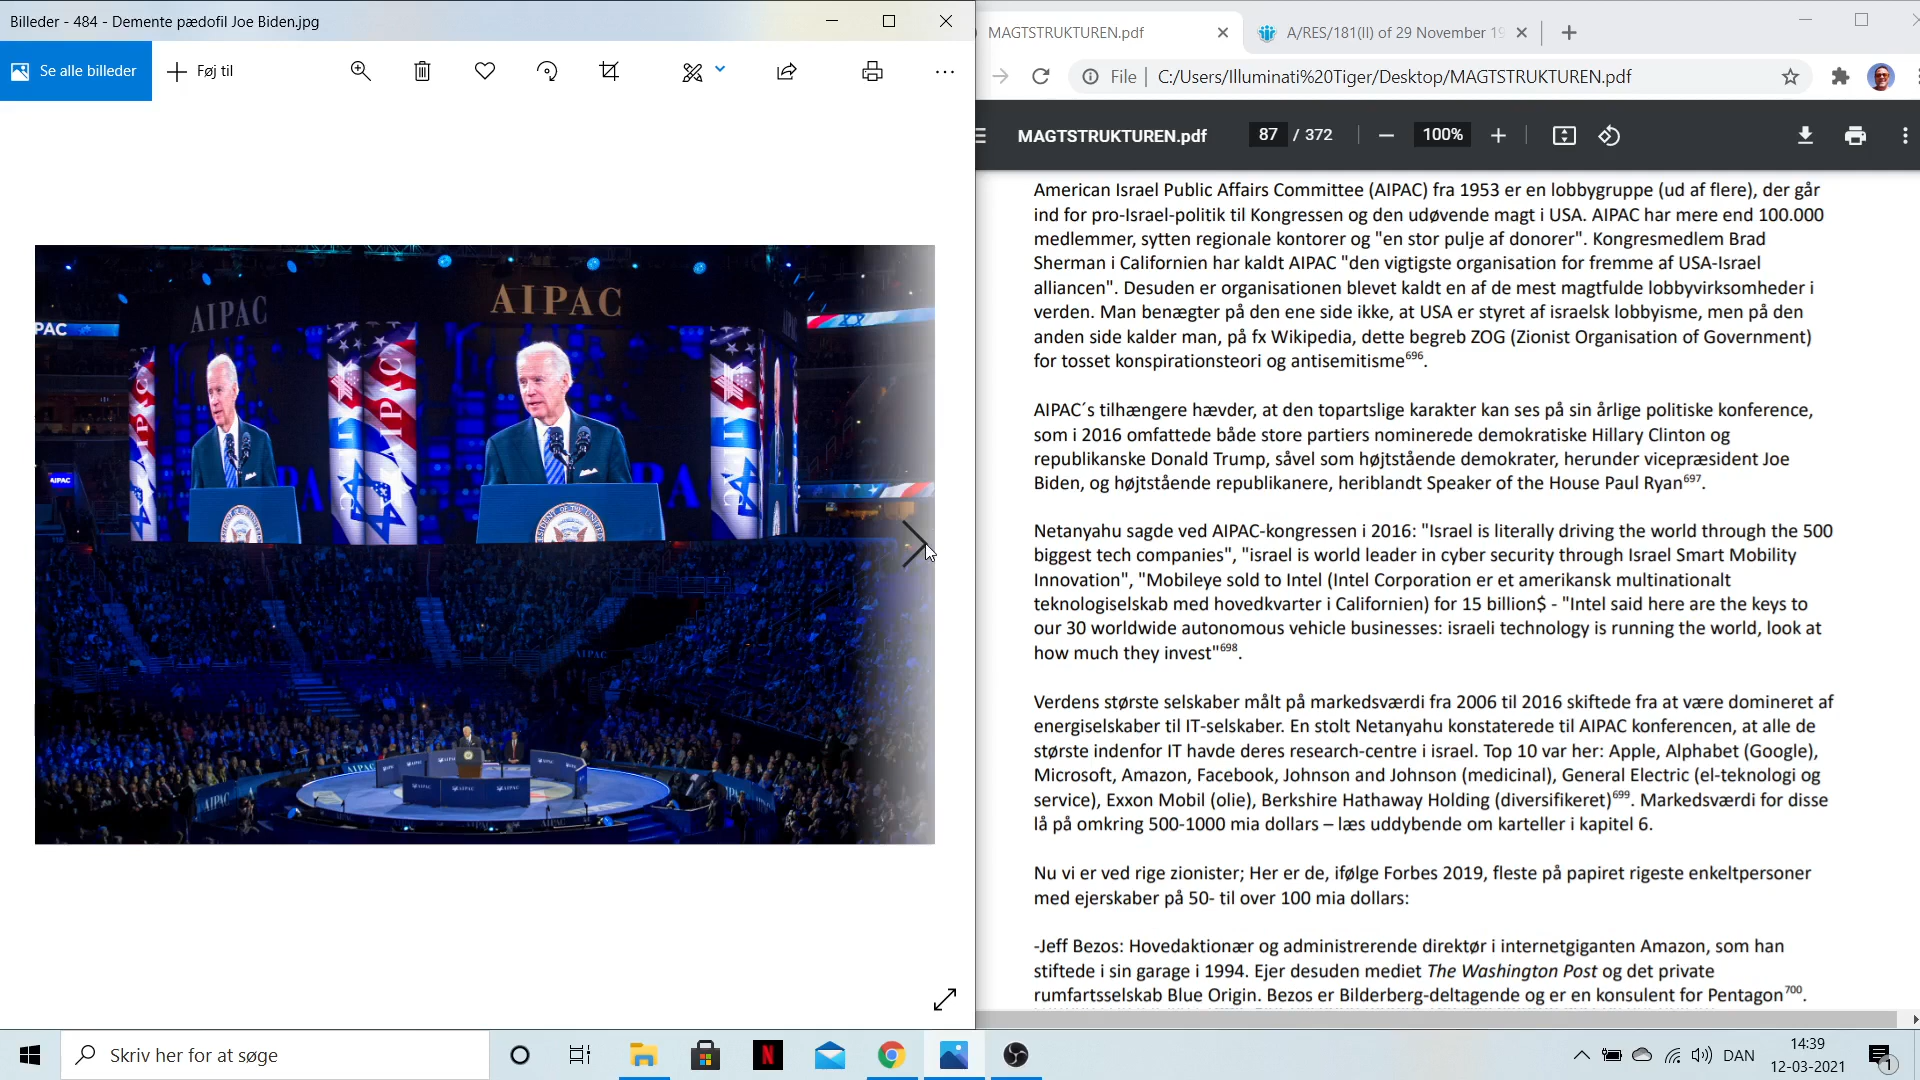 Billeder - 484 - Demente pædofil Joe Biden.jpg
Se alle billeder
Føj til
AIPAC
AIPAC
PAC
AIPAC
AIPAC
AIPAC
AIPAC
MAGTSTRUKTUREN.pdf
A/RES/181(II) of 29 November 19
File
C:/Users/Illuminati%20Tiger/Desktop/MAGTSTRUKTUREN.pdf
MAGTSTRUKTUREN.pdf
87 / 372
100%
American Israel Public Affairs Committee (AIPAC) fra 1953 er en lobbygruppe (ud af flere), der går
ind for pro-Israel-politik til Kongressen og den udøvende magt i USA. AIPAC har mere end 100.000
medlemmer, sytten regionale kontorer og "en stor pulje af donorer". Kongresmedlem Brad
Sherman i Californien har kaldt AIPAC "den vigtigste organisation for fremme af USA-Israel
alliancen". Desuden er organisationen blevet kaldt en af de mest magtfulde lobbyvirksomheder i
verden. Man benægter på den ene side ikke, at USA er styret af israelsk lobbyisme, men på den
anden side kalder man, på fx Wikipedia, dette begreb ZOG (Zionist Organisation of Government)
for tosset konspirationsteori og antisemitisme696.
AIPAC´s tilhængere hævder, at den topartslige karakter kan ses på sin årlige politiske konference,
som i 2016 omfattede både store partiers nominerede demokratiske Hillary Clinton og
republikanske Donald Trump, såvel som højtstående demokrater, herunder vicepræsident Joe
Biden, og højtstående republikanere, heriblandt Speaker of the House Paul Ryan697.
Netanyahu sagde ved AIPAC-kongressen i 2016: "Israel is literally driving the world through the 500
biggest tech companies", "israel is world leader in cyber security through Israel Smart Mobility
Innovation", "Mobileye sold to Intel (Intel Corporation er et amerikansk multinationalt
teknologiselskab med hovedkvarter i Californien) for 15 billion$ - "Intel said here are the keys to
our 30 worldwide autonomous vehicle businesses: israeli technology is running the world, look at
how much they invest"698.
Verdens største selskaber målt på markedsværdi fra 2006 til 2016 skiftede fra at være domineret af
energiselskaber til IT-selskaber. En stolt Netanyahu konstaterede til AIPAC konferencen, at alle de
største indenfor IT havde deres research-centre i israel. Top 10 var her: Apple, Alphabet (Google),
Microsoft, Amazon, Facebook, Johnson and Johnson (medicinal), General Electric (el-teknologi og
service), Exxon Mobil (olie), Berkshire Hathaway Holding (diversifikeret)699. Markedsværdi for disse
lå på omkring 500-1000 mia dollars – læs uddybende om karteller i kapitel 6.
Nu vi er ved rige zionister; Her er de, ifølge Forbes 2019, fleste på papiret rigeste enkeltpersoner
med ejerskaber på 50- til over 100 mia dollars:
-Jeff Bezos: Hovedaktionær og administrerende direktør i internetgiganten Amazon, som han
stiftede i sin garage i 1994. Ejer desuden mediet The Washington Post og det private
rumfartsselskab Blue Origin. Bezos er Bilderberg-deltagende og er en konsulent for Pentagon700.
Skriv her for at søge
DAN
14:39
12-03-2021
1